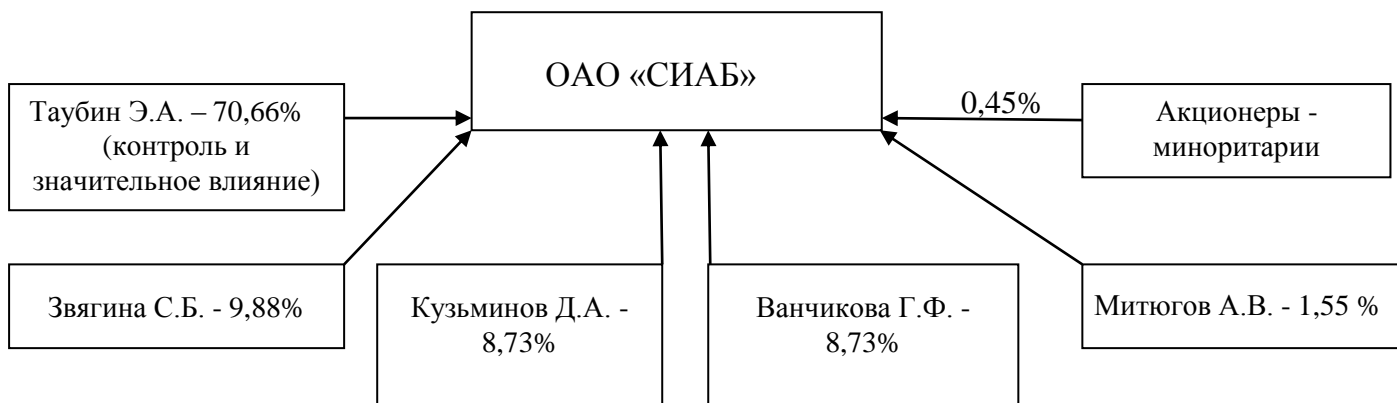 ОАО «СИАБ»
Таубин Э.А. – 70,66%
(контроль и
значительное влияние)
0,45%
Акционеры -
миноритарии
Звягина С.Б. - 9,88%
Кузьминов Д.А. -
8,73%
Ванчикова Г.Ф. -
8,73%
Митюгов А.В. - 1,55 %